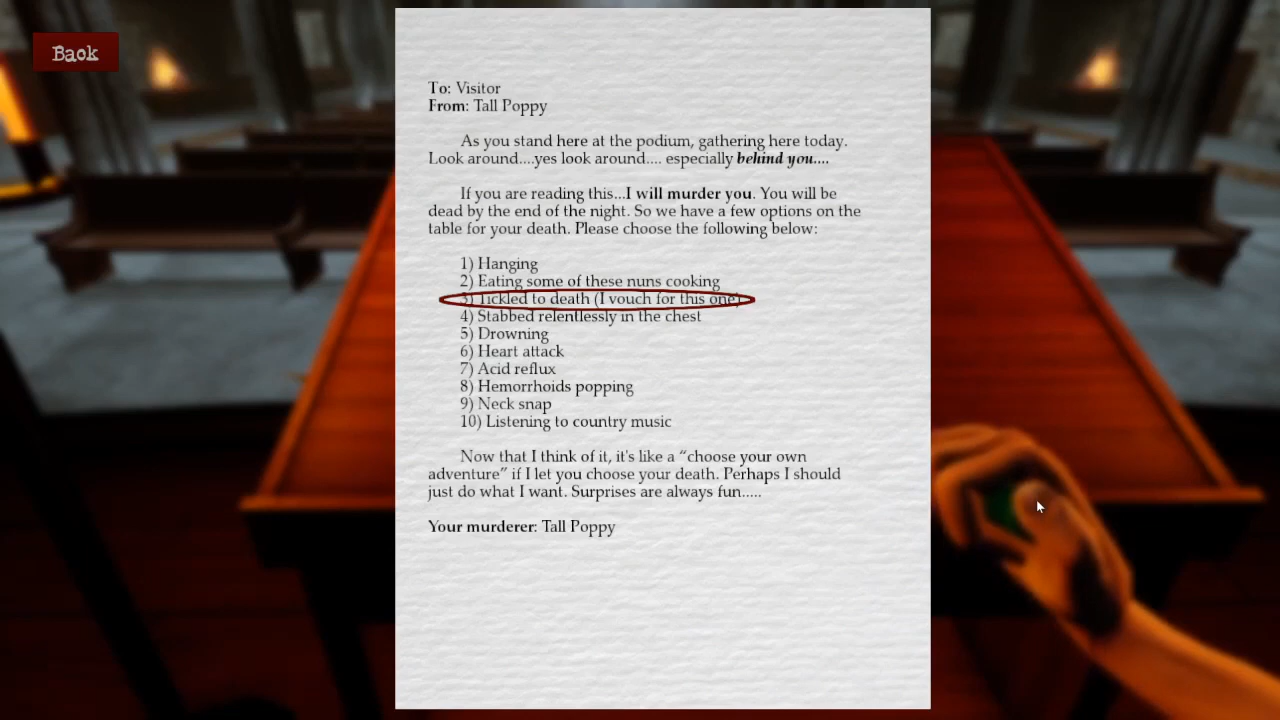 Back
To: Visitor
From: Tall Poppy
As you stand here at the podium, gathering here today.
Look around....yes look around.... especially behind you....
If you are reading this...I will murder you. You will be
dead by the end of the night. So we have a few options on the
table for your death. Please choose the following below:
1) Hanging
2) Eating some of these nuns cooking
3) Tickled to death (I vouch for this one)
4) Stabbed relentlessly in the chest
5) Drowning
6) Heart attack
7) Acid reflux
8) Hemorrhoids popping
9) Neck snap
10) Listening to country music
Now that I think of it, it's like a “choose your own
adventure” if I let you choose your death. Perhaps I should
just do what I want. Surprises are always fun.....
Your murderer: Tall Poppy